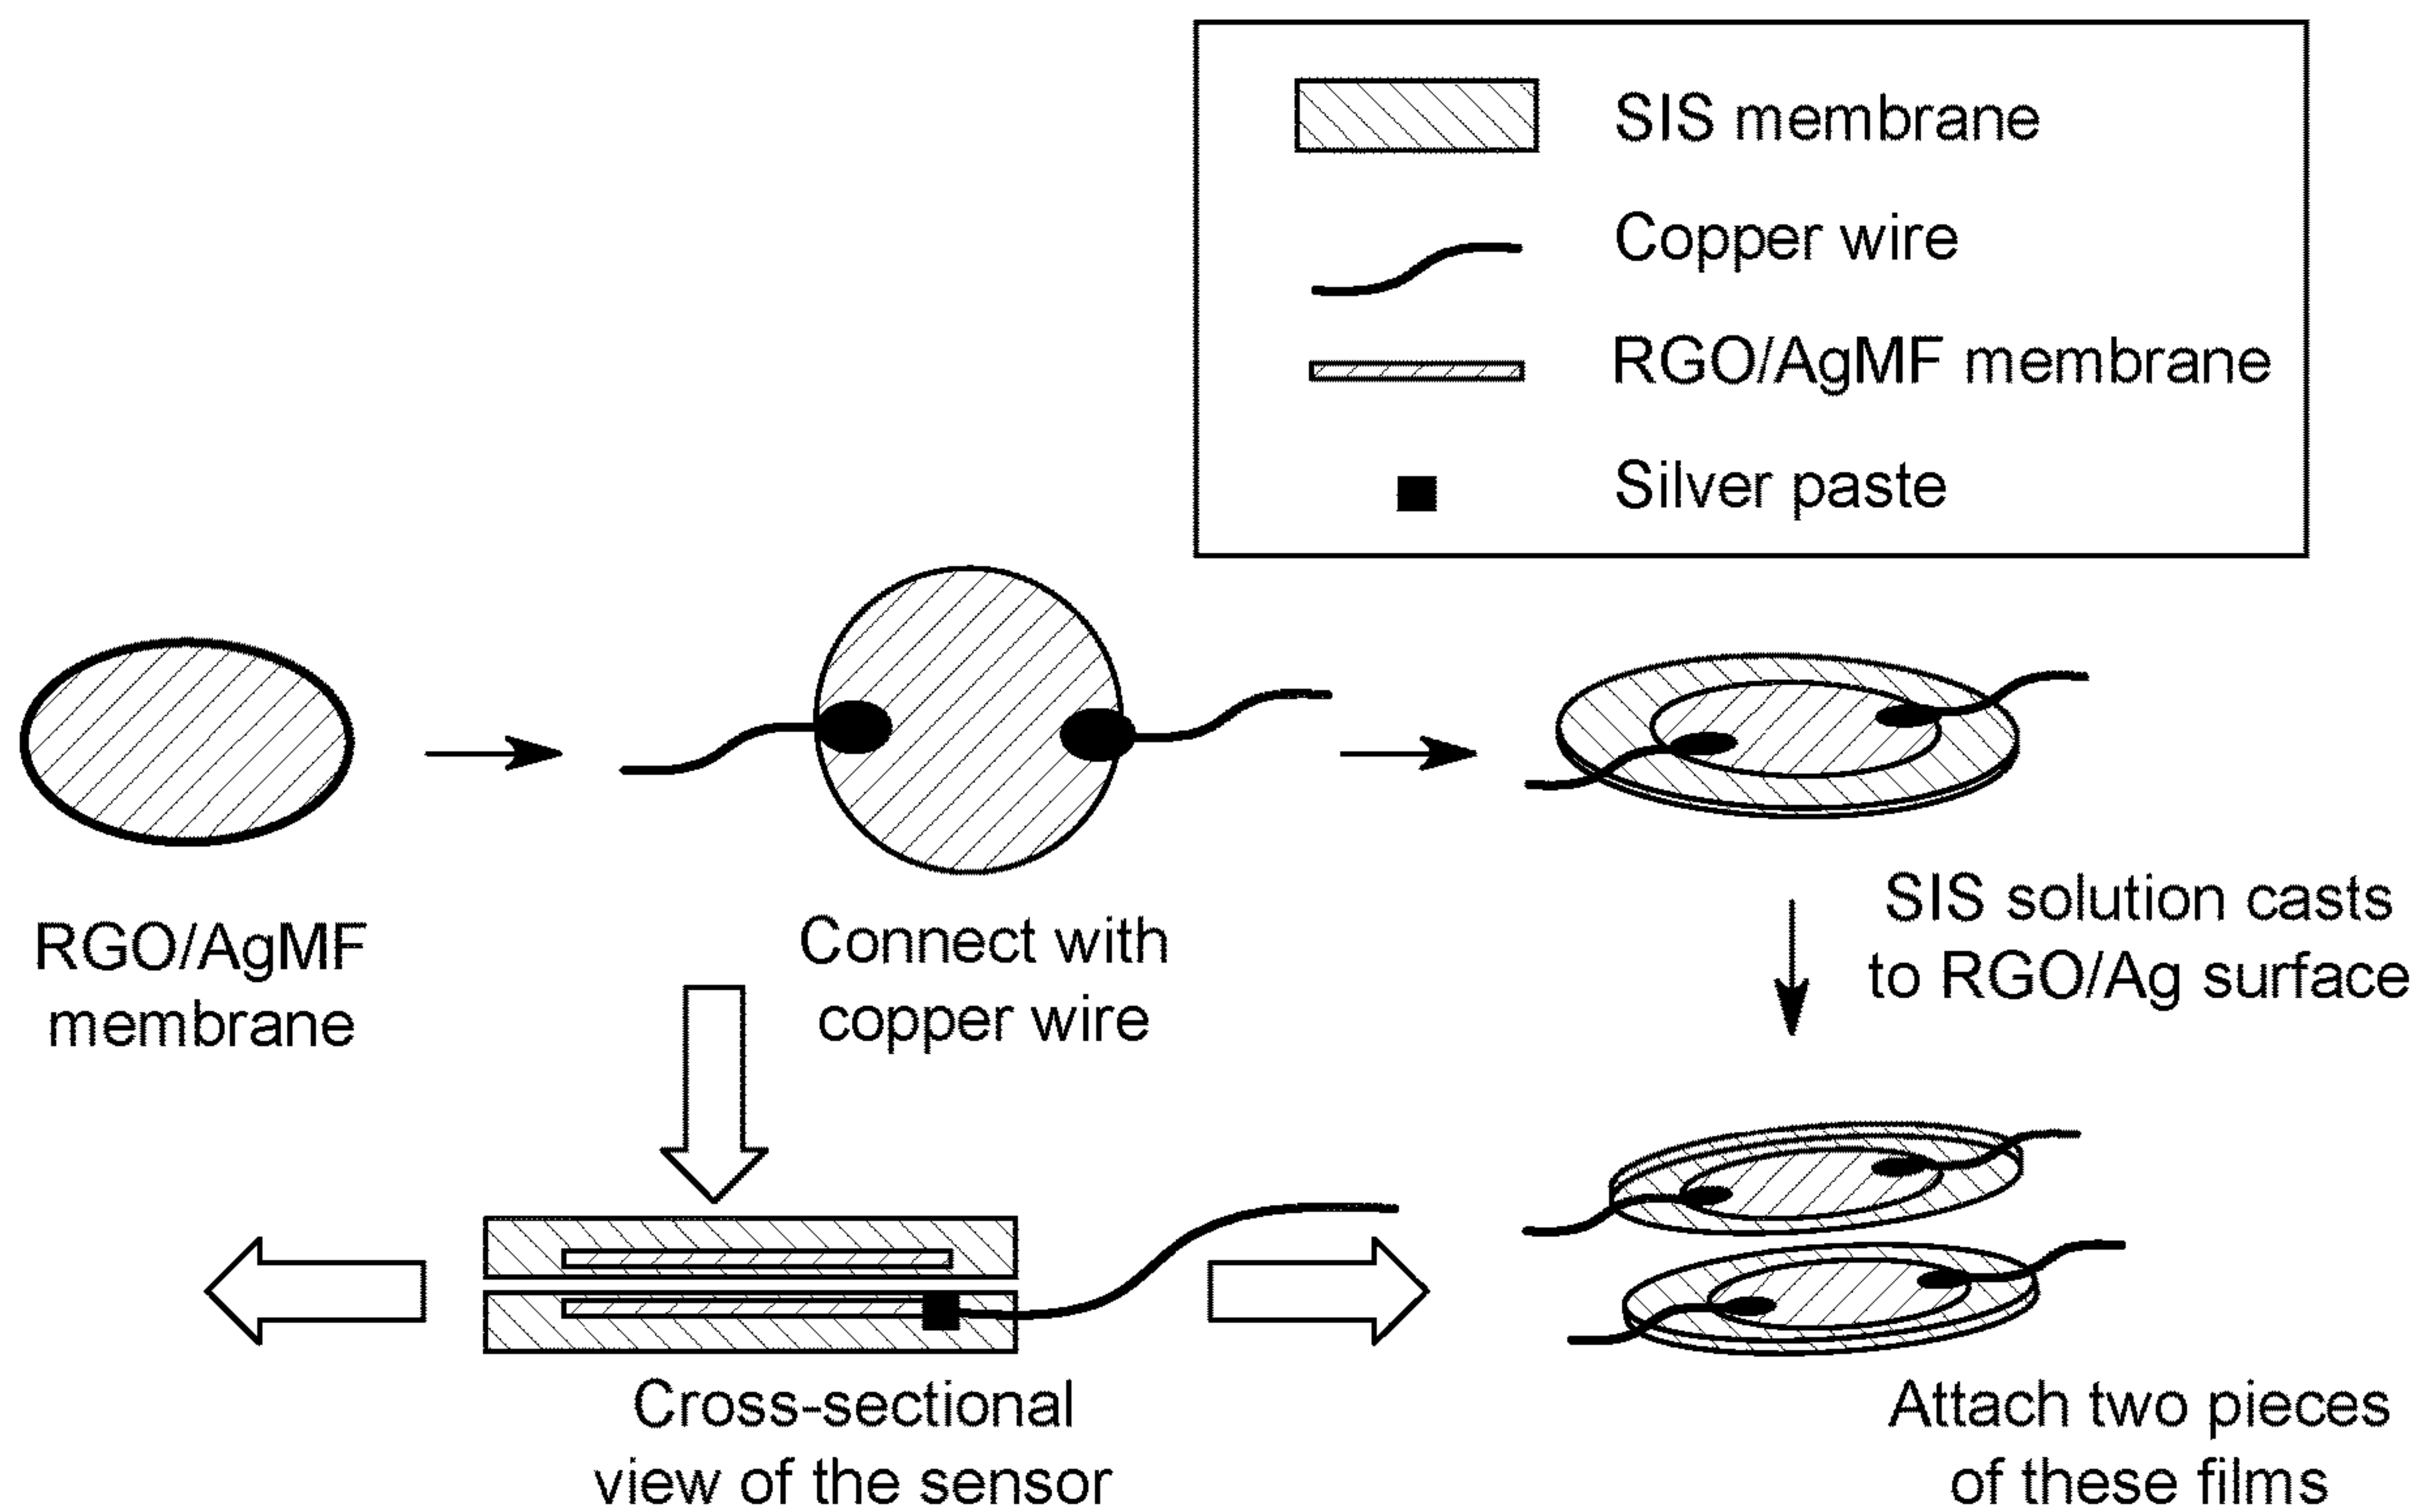 SIS membrane
Copper wire
RGO/AgMF membrane
Silver paste
RGO/AgMF
membrane
Connect with
copper wire
SIS solution casts
to RGO/Ag surface
Cross-sectional
view of the sensor
Attach two pieces
of these films